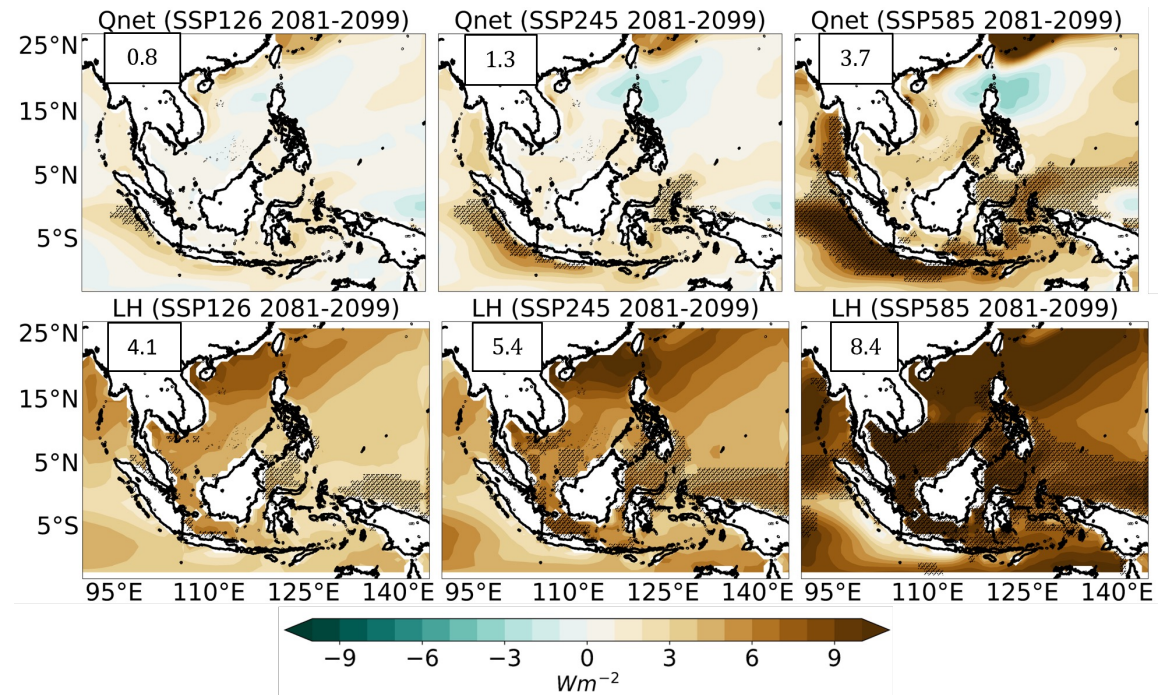 Qnet (SSP126 2081-2099) Qnet (SSP245 2081-2099) Qnet (SSP585 2081-2099)
25°N 0.8 1.3 3.7
15°N
5°N
5°S
LH (SSP126 2081-2099) LH (SSP245 2081-2099) LH (SSP585 2081-2099)
25°N 4.1 5.4 8.4
15°N
5°N
5°S
95°E 110°E 125°E 140°E 95°E 110°E 125°E 140°E 95°E 110°E 125°E 140°E
−9 −6 −3 0 3 6 9
Wm⁻²